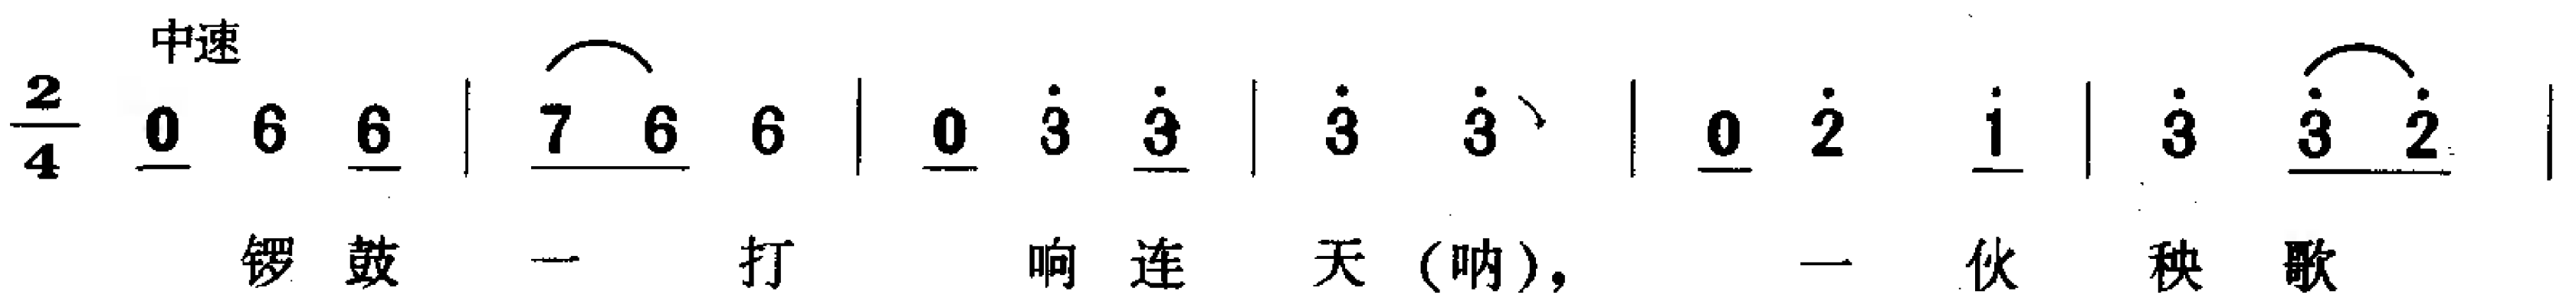 中速
2/4 0 6 6 | 7 6 6 | 0 3 3 | 3 3 | 0 2 1 | 3 3 2 |
锣 鼓 一 打 响 连 天 (呐), 一 伙 秧 歌